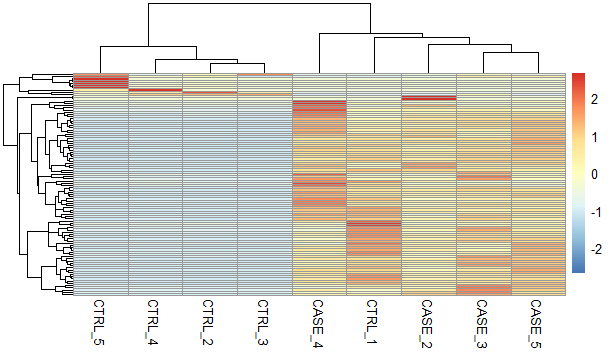 2
1
0
-1
-2
CTRL_5
CTRL_4
CTRL_2
CTRL_3
CASE_4
CTRL_1
CASE_2
CASE_3
CASE_5